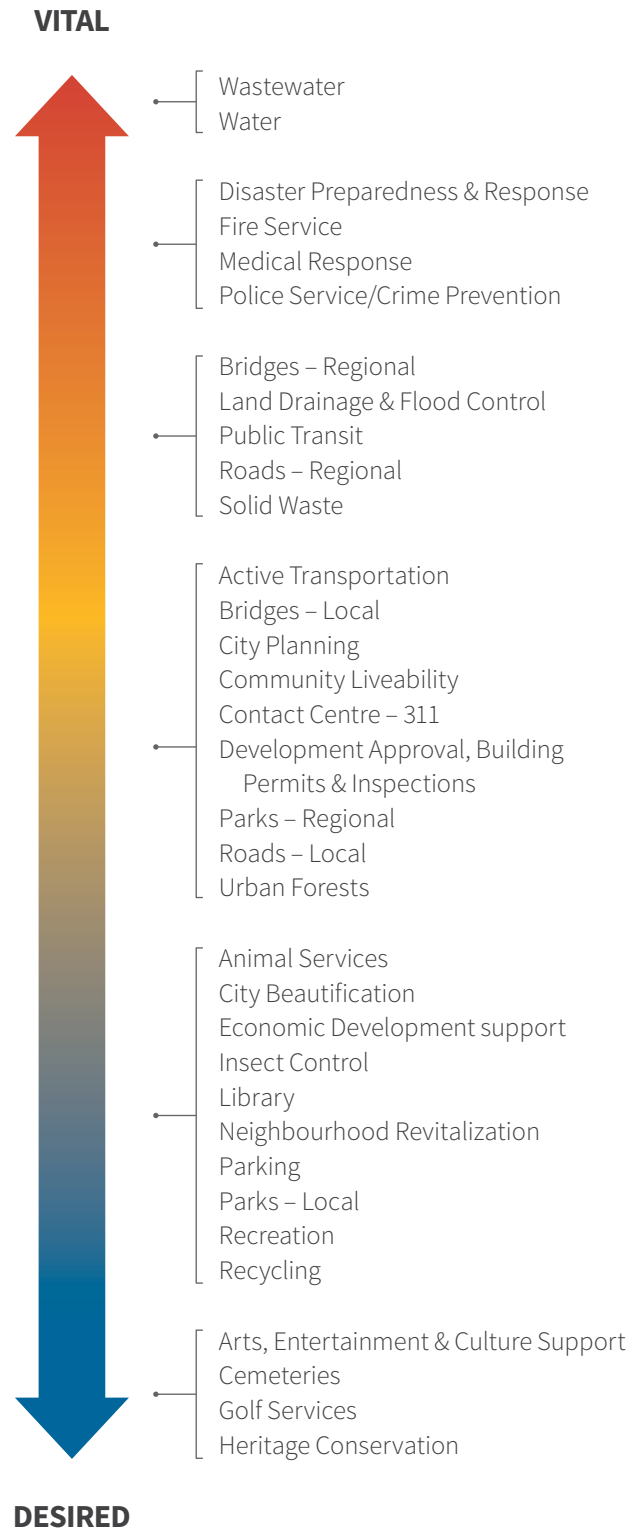 VITAL
Wastewater
Water
Disaster Preparedness & Response
Fire Service
Medical Response
Police Service/Crime Prevention
Bridges – Regional
Land Drainage & Flood Control
Public Transit
Roads – Regional
Solid Waste
Active Transportation
Bridges – Local
City Planning
Community Liveability
Contact Centre – 311
Development Approval, Building
Permits & Inspections
Parks – Regional
Roads – Local
Urban Forests
Animal Services
City Beautification
Economic Development support
Insect Control
Library
Neighbourhood Revitalization
Parking
Parks – Local
Recreation
Recycling
Arts, Entertainment & Culture Support
Cemeteries
Golf Services
Heritage Conservation
DESIRED